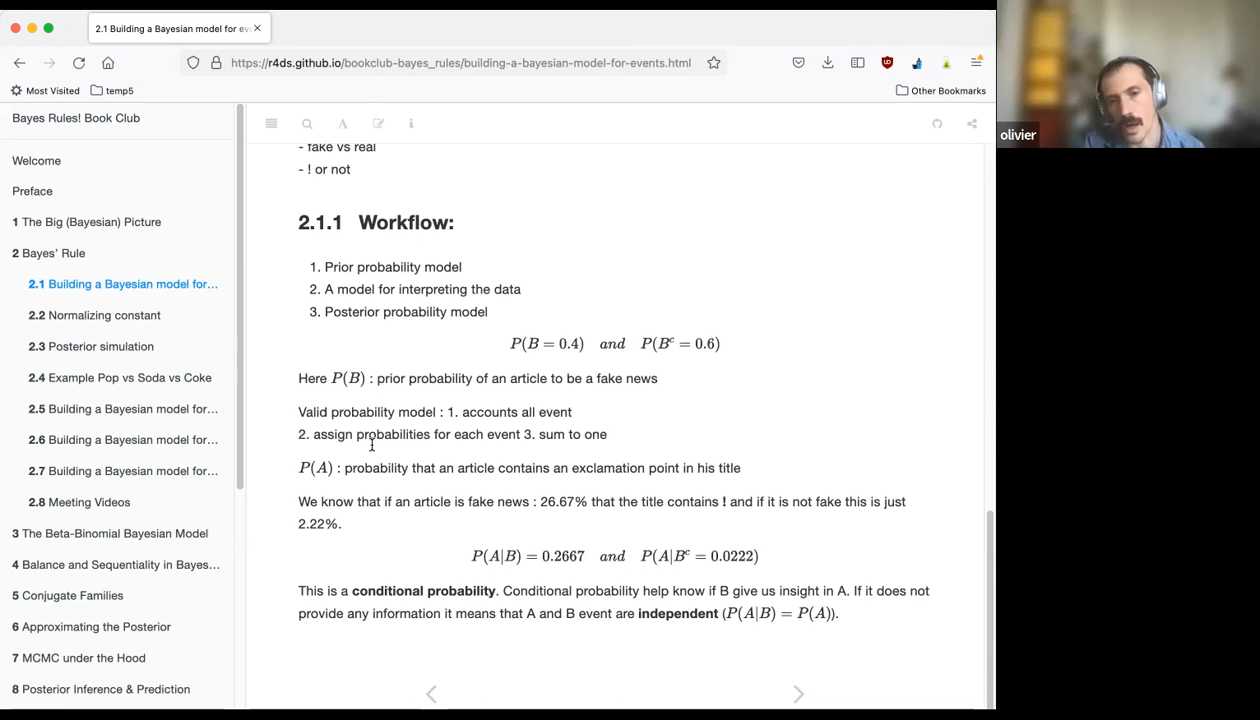 2.1 Building a Bayesian model for eve
https://r4ds.github.io/bookclub-bayes_rules/building-a-bayesian-model-for-events.html
Most Visited
temp5
Other Bookmarks
olivier
Bayes Rules! Book Club
Welcome
Preface
1 The Big (Bayesian) Picture
2 Bayes' Rule
2.1 Building a Bayesian model for...
2.2 Normalizing constant
2.3 Posterior simulation
2.4 Example Pop vs Soda vs Coke
2.5 Building a Bayesian model for...
2.6 Building a Bayesian model for...
2.7 Building a Bayesian model for...
2.8 Meeting Videos
3 The Beta-Binomial Bayesian Model
4 Balance and Sequentiality in Bayes...
5 Conjugate Families
6 Approximating the Posterior
7 MCMC under the Hood
8 Posterior Inference & Prediction
- fake vs real
- ! or not
2.1.1 Workflow:
1. Prior probability model
2. A model for interpreting the data
3. Posterior probability model
P(B = 0.4) and P(Bᶜ = 0.6)
Here P(B) : prior probability of an article to be a fake news
Valid probability model : 1. accounts all event
2. assign probabilities for each event 3. sum to one
P(A) : probability that an article contains an exclamation point in his title
We know that if an article is fake news : 26.67% that the title contains ! and if it is not fake this is just
2.22%.
P(A|B) = 0.2667 and P(A|Bᶜ = 0.0222)
This is a conditional probability. Conditional probability help know if B give us insight in A. If it does not
provide any information it means that A and B event are independent (P(A|B) = P(A)).